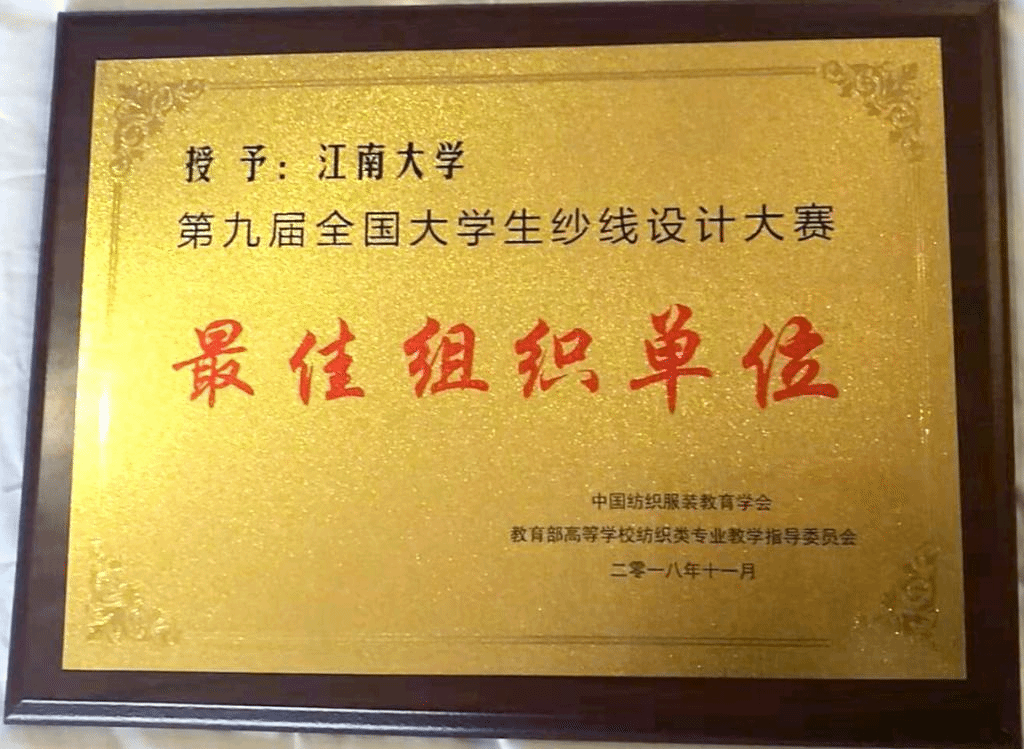 授 予：江南大学
第九届全国大学生纱线设计大赛
最佳组织单位
中国纺织服装教育学会
教育部高等学校纺织类专业教学指导委员会
二零一八年十一月